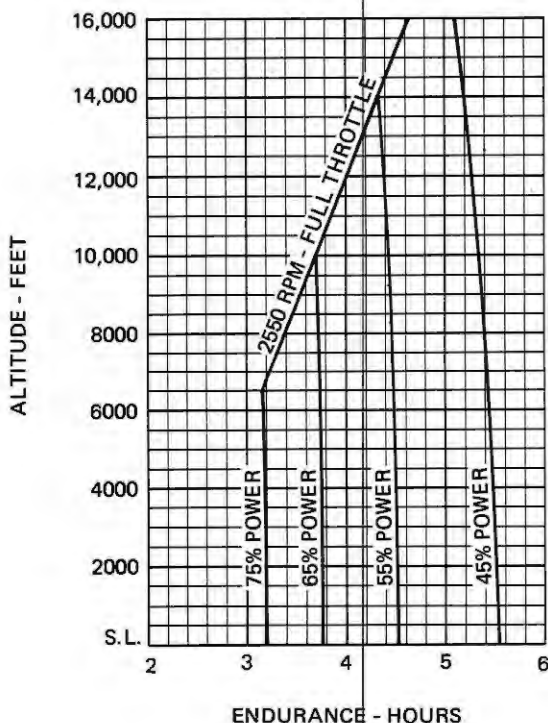 16,000
14,000
12,000
10,000
8000
6000
4000
2000
S.L.
ALTITUDE - FEET
2550 RPM - FULL THROTTLE
75% POWER
65% POWER
55% POWER
45% POWER
2 3 4 5 6
ENDURANCE - HOURS